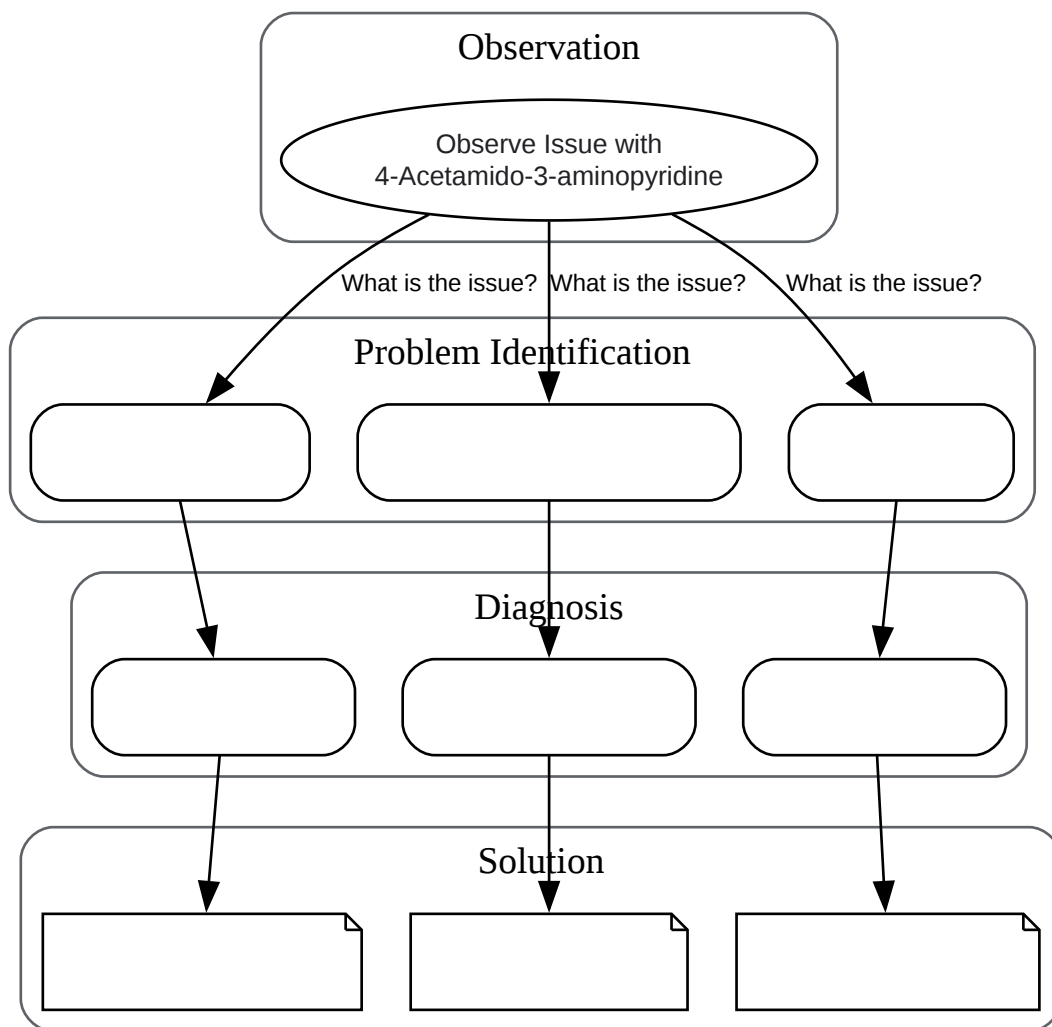 Observation
Observe Issue with
4-Acetamido-3-aminopyridine
What is the issue?
What is the issue?
What is the issue?
Problem Identification
Diagnosis
Solution